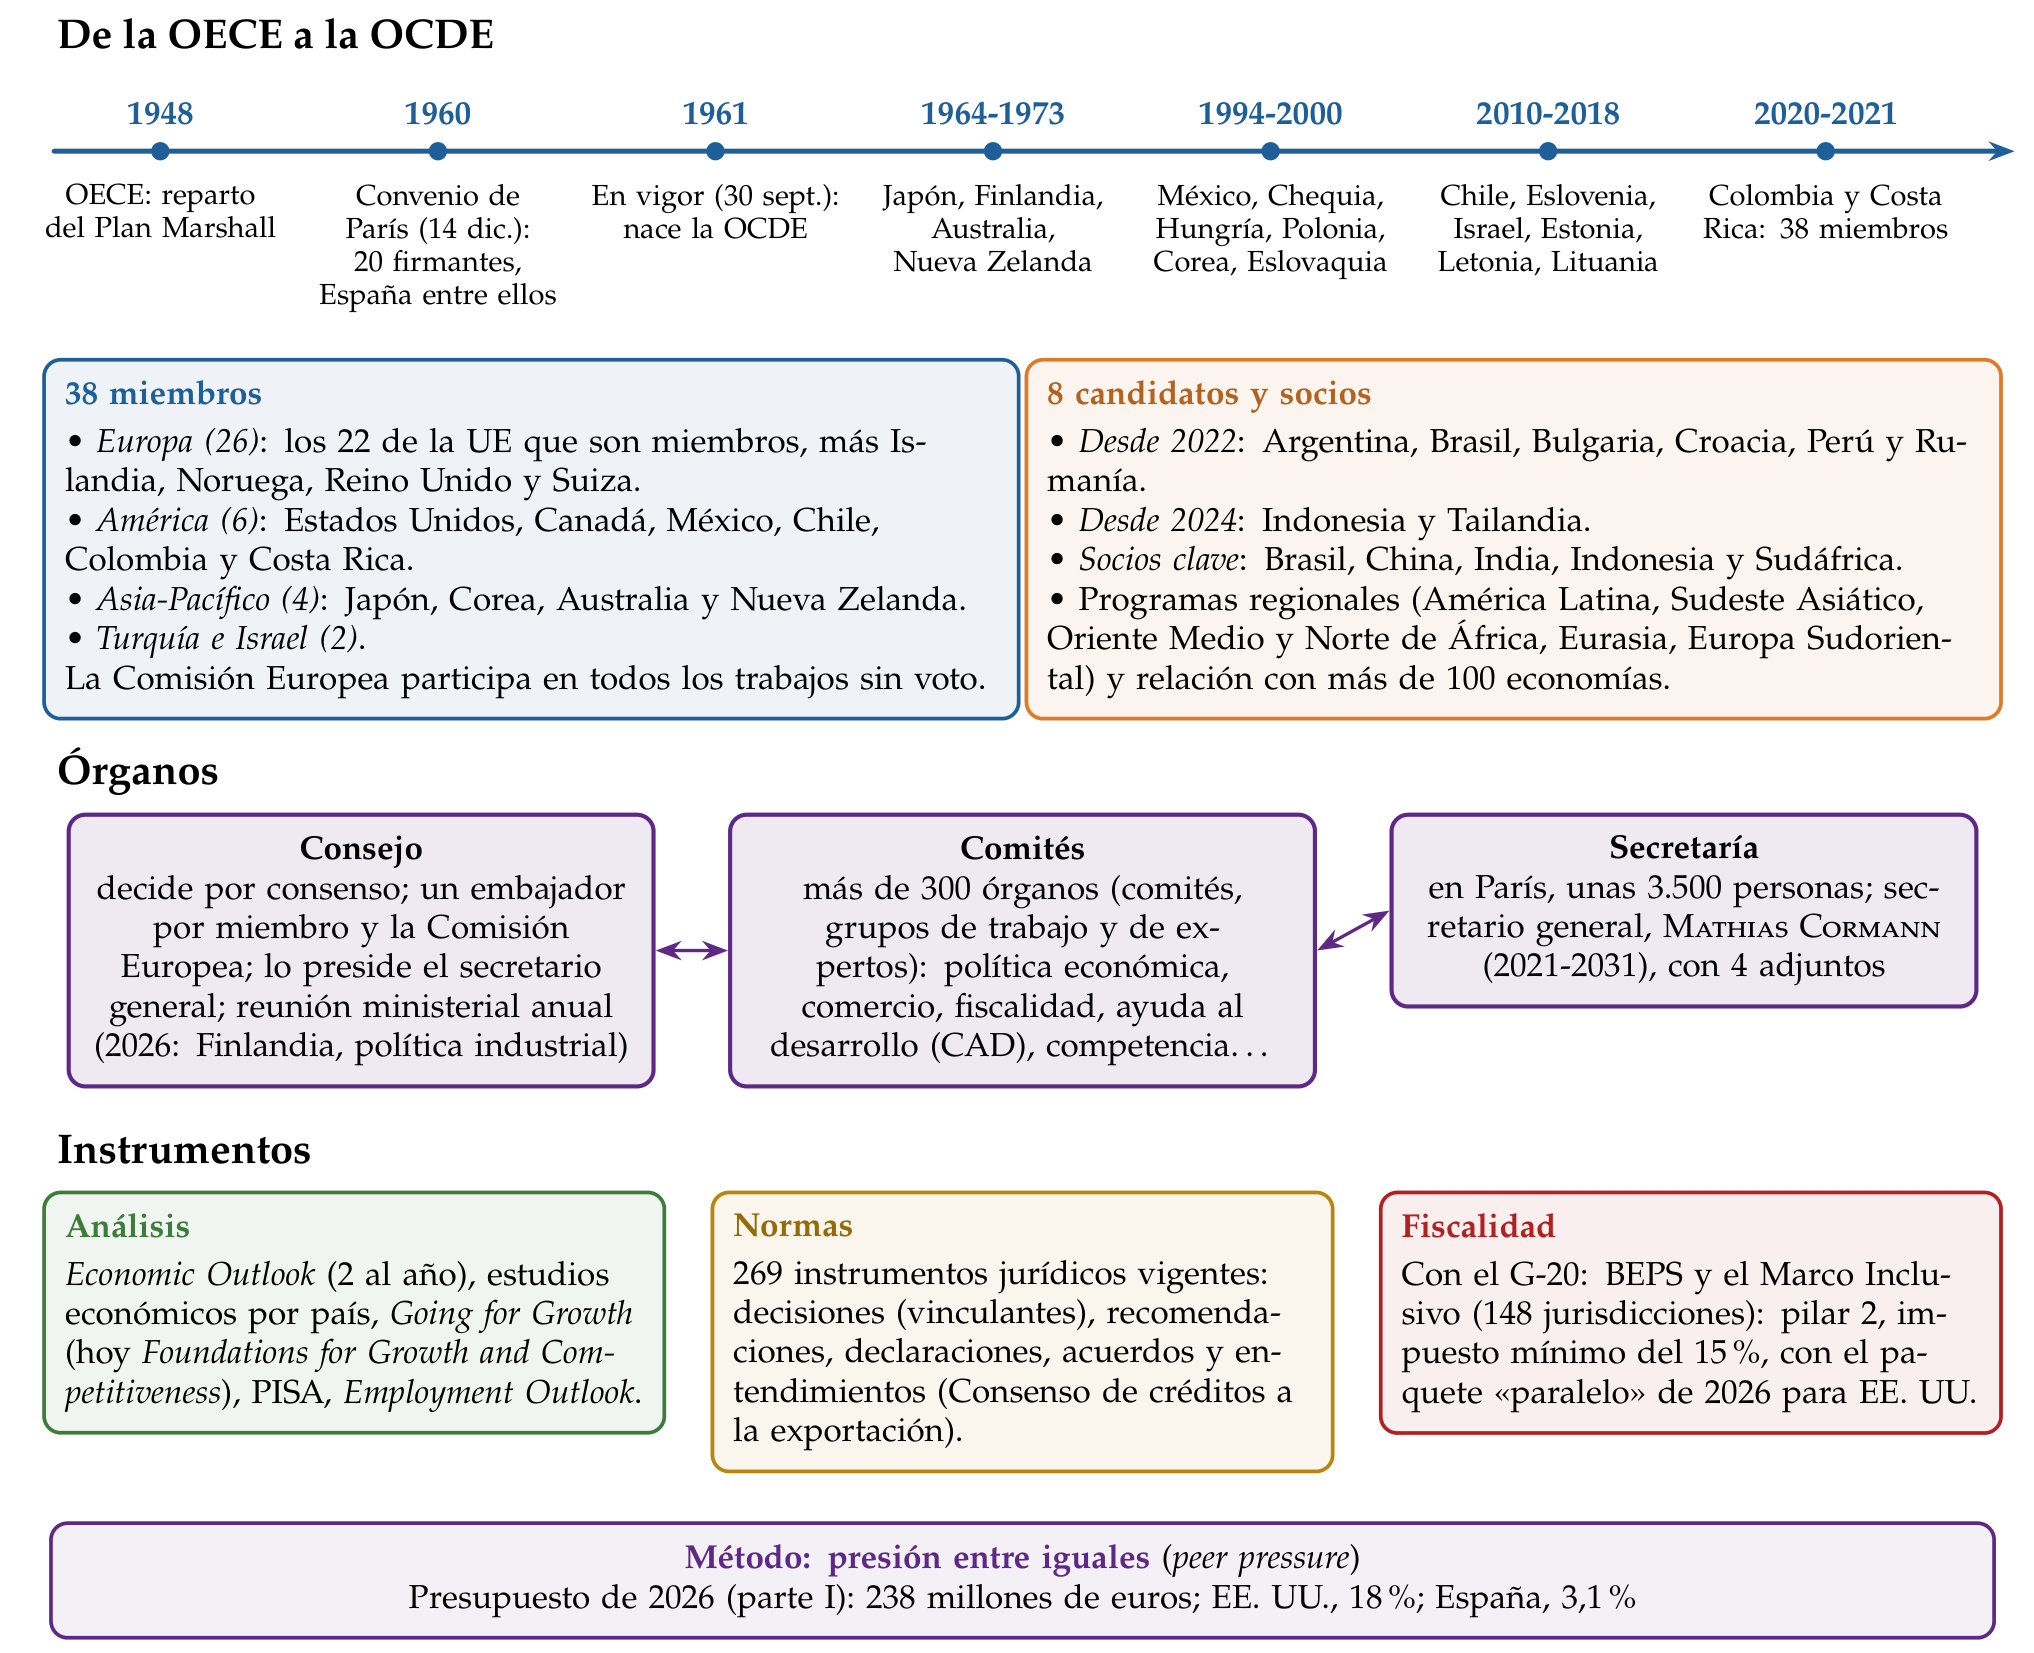 De la OECE a la OCDE
1948
1960
1961
1964-1973
1994-2000
2010-2018
2020-2021
OECE: reparto
del Plan Marshall
Convenio de
París (14 dic.):
20 firmantes,
España entre ellos
En vigor (30 sept.):
nace la OCDE
Japón, Finlandia,
Australia,
Nueva Zelanda
México, Chequia,
Hungría, Polonia,
Corea, Eslovaquia
Chile, Eslovenia,
Israel, Estonia,
Letonia, Lituania
Colombia y Costa
Rica: 38 miembros
38 miembros
• Europa (26): los 22 de la UE que son miembros, más Is-
landia, Noruega, Reino Unido y Suiza.
• América (6): Estados Unidos, Canadá, México, Chile,
Colombia y Costa Rica.
• Asia-Pacífico (4): Japón, Corea, Australia y Nueva Zelanda.
• Turquía e Israel (2).
La Comisión Europea participa en todos los trabajos sin voto.
8 candidatos y socios
• Desde 2022: Argentina, Brasil, Bulgaria, Croacia, Perú y Ru-
manía.
• Desde 2024: Indonesia y Tailandia.
• Socios clave: Brasil, China, India, Indonesia y Sudáfrica.
• Programas regionales (América Latina, Sudeste Asiático,
Oriente Medio y Norte de África, Eurasia, Europa Sudorien-
tal) y relación con más de 100 economías.
Órganos
Consejo
decide por consenso; un embajador
por miembro y la Comisión
Europea; lo preside el secretario
general; reunión ministerial anual
(2026: Finlandia, política industrial)
Comités
más de 300 órganos (comités,
grupos de trabajo y de ex-
pertos): política económica,
comercio, fiscalidad, ayuda al
desarrollo (CAD), competencia...
Secretaría
en París, unas 3.500 personas; sec-
retario general, MATHIAS CORMANN
(2021-2031), con 4 adjuntos
Instrumentos
Análisis
Economic Outlook (2 al año), estudios
económicos por país, Going for Growth
(hoy Foundations for Growth and Com-
petitiveness), PISA, Employment Outlook.
Normas
269 instrumentos jurídicos vigentes:
decisiones (vinculantes), recomenda-
ciones, declaraciones, acuerdos y en-
tendimientos (Consenso de créditos a
la exportación).
Fiscalidad
Con el G-20: BEPS y el Marco Inclu-
sivo (148 jurisdicciones): pilar 2, im-
puesto mínimo del 15 %, con el pa-
quete «paralelo» de 2026 para EE. UU.
Método: presión entre iguales (peer pressure)
Presupuesto de 2026 (parte I): 238 millones de euros; EE. UU., 18 %; España, 3,1 %